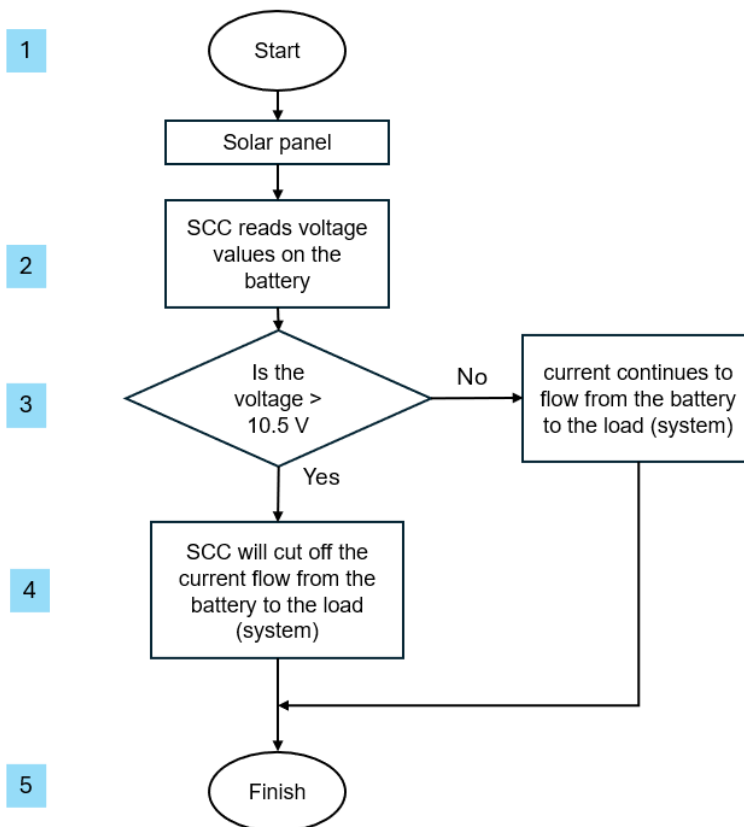 1
Start
Solar panel
2
SCC reads voltage
values on the
battery
3
Is the
voltage >
10.5 V
No
current continues to
flow from the battery
to the load (system)
Yes
4
SCC will cut off the
current flow from the
battery to the load
(system)
5
Finish